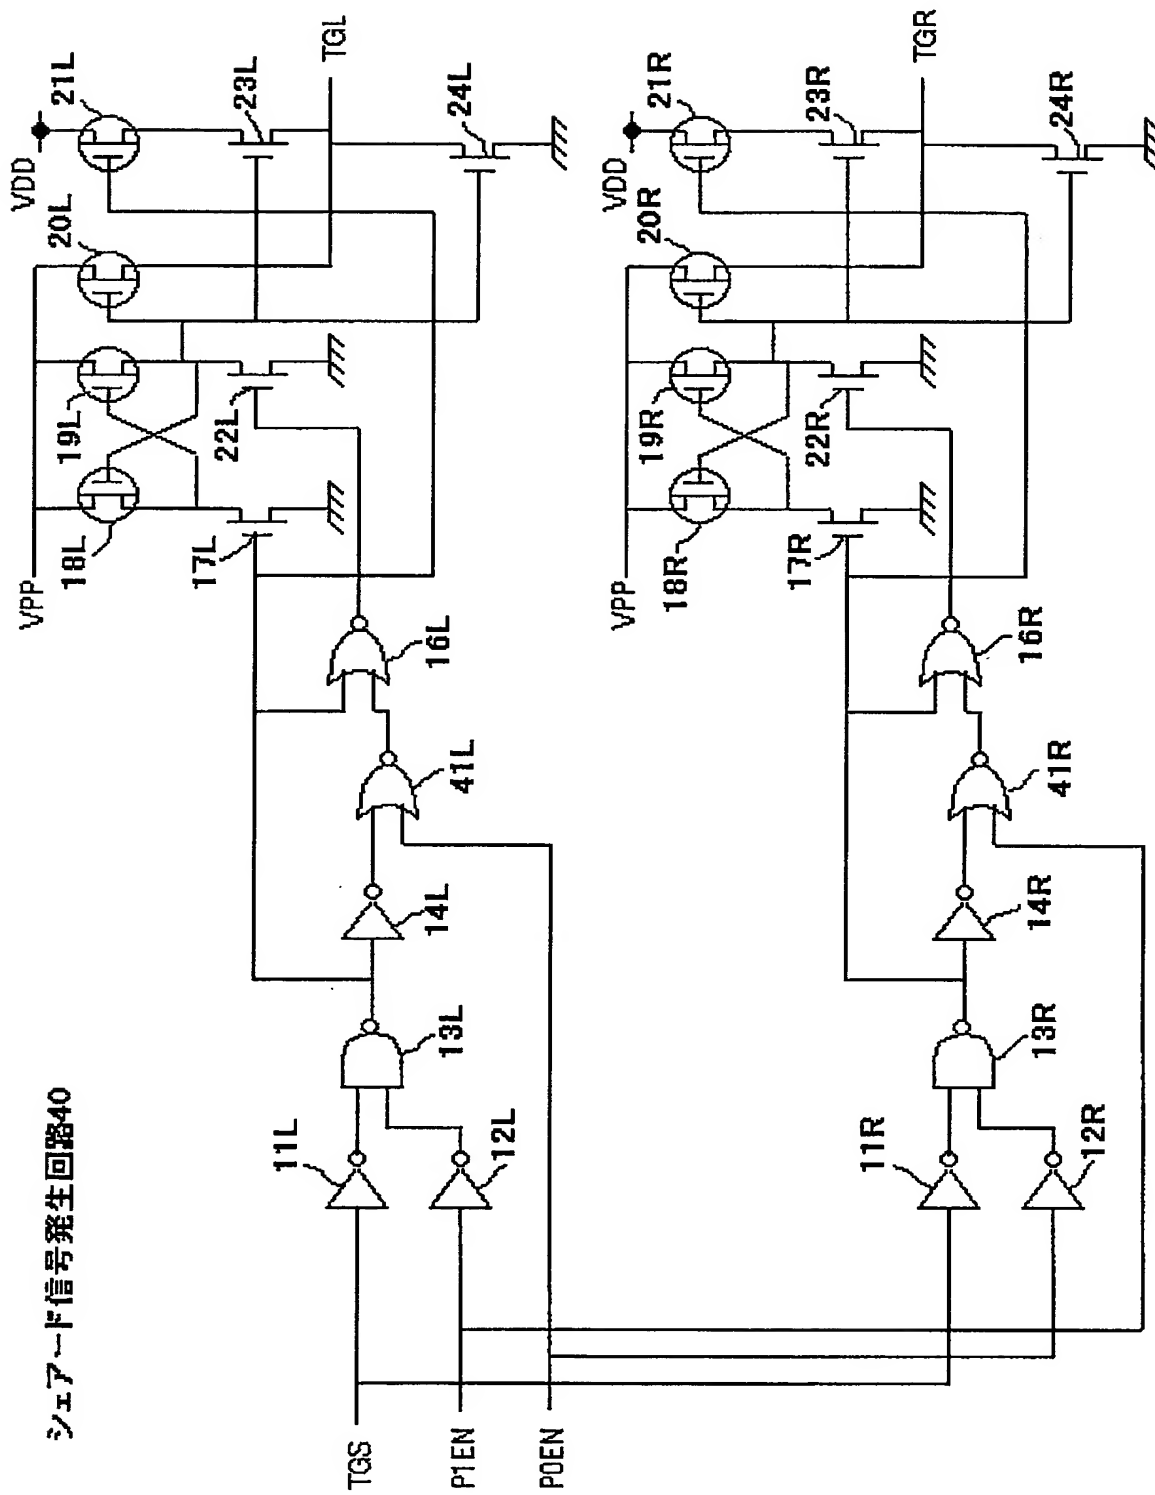 シェアード信号発生回路40
TGS
P1EN
P0EN
11L
12L
13L
14L
41L
16L
VPP
18L
19L
20L
VDD
21L
17L
22L
23L
24L
TGL
11R
12R
13R
14R
41R
16R
VPP
18R
19R
20R
VDD
21R
17R
22R
23R
24R
TGR